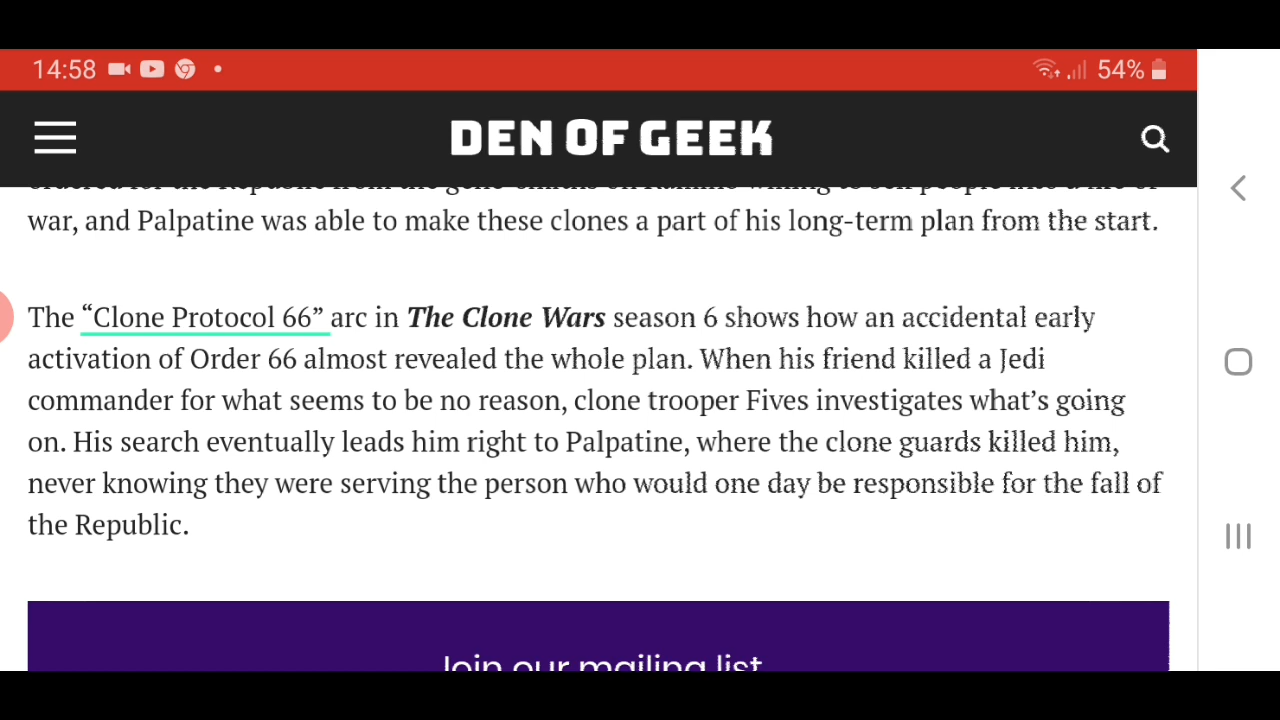 14:58
54%
DEN OF GEEK
war, and Palpatine was able to make these clones a part of his long-term plan from the start.
The “Clone Protocol 66” arc in The Clone Wars season 6 shows how an accidental early
activation of Order 66 almost revealed the whole plan. When his friend killed a Jedi
commander for what seems to be no reason, clone trooper Fives investigates what’s going
on. His search eventually leads him right to Palpatine, where the clone guards killed him,
never knowing they were serving the person who would one day be responsible for the fall of
the Republic.
Join our mailing list